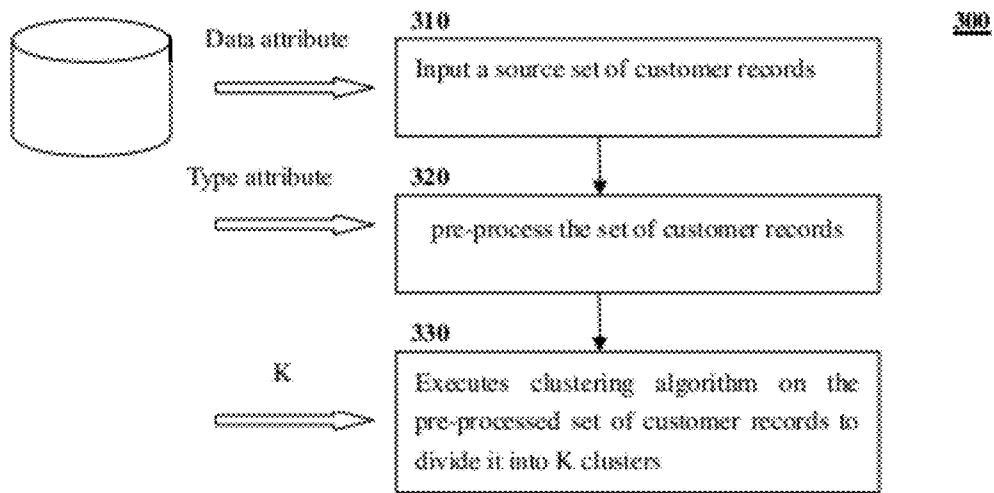 310
300
Data attribute
Input a source set of customer records
Type attribute
320
pre-process the set of customer records
330
K
Executes clustering algorithm on the
pre-processed set of customer records to
divide it into K clusters